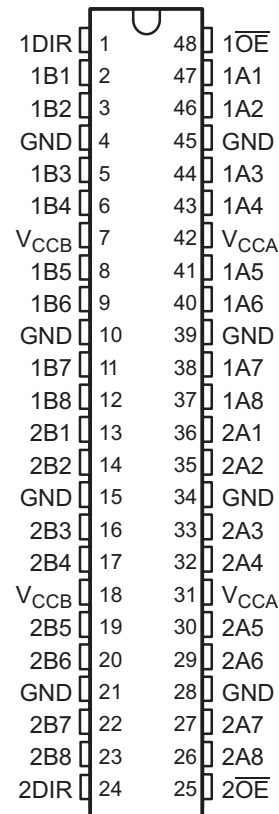 1DIR 1 48 1O̅E̅
1B1 2 47 1A1
1B2 3 46 1A2
GND 4 45 GND
1B3 5 44 1A3
1B4 6 43 1A4
VCCB 7 42 VCCA
1B5 8 41 1A5
1B6 9 40 1A6
GND 10 39 GND
1B7 11 38 1A7
1B8 12 37 1A8
2B1 13 36 2A1
2B2 14 35 2A2
GND 15 34 GND
2B3 16 33 2A3
2B4 17 32 2A4
VCCB 18 31 VCCA
2B5 19 30 2A5
2B6 20 29 2A6
GND 21 28 GND
2B7 22 27 2A7
2B8 23 26 2A8
2DIR 24 25 2O̅E̅